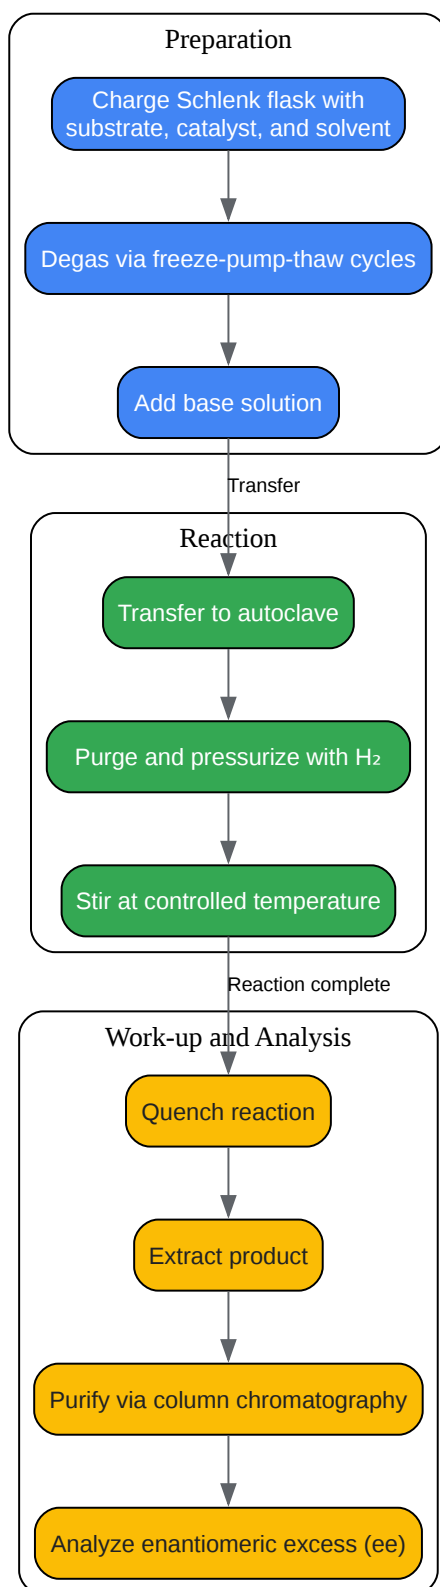 Preparation
Charge Schlenk flask with
substrate, catalyst, and solvent
Degas via freeze-pump-thaw cycles
Add base solution
Transfer
Reaction
Transfer to autoclave
Purge and pressurize with H₂
Stir at controlled temperature
Reaction complete
Work-up and Analysis
Quench reaction
Extract product
Purify via column chromatography
Analyze enantiomeric excess (ee)